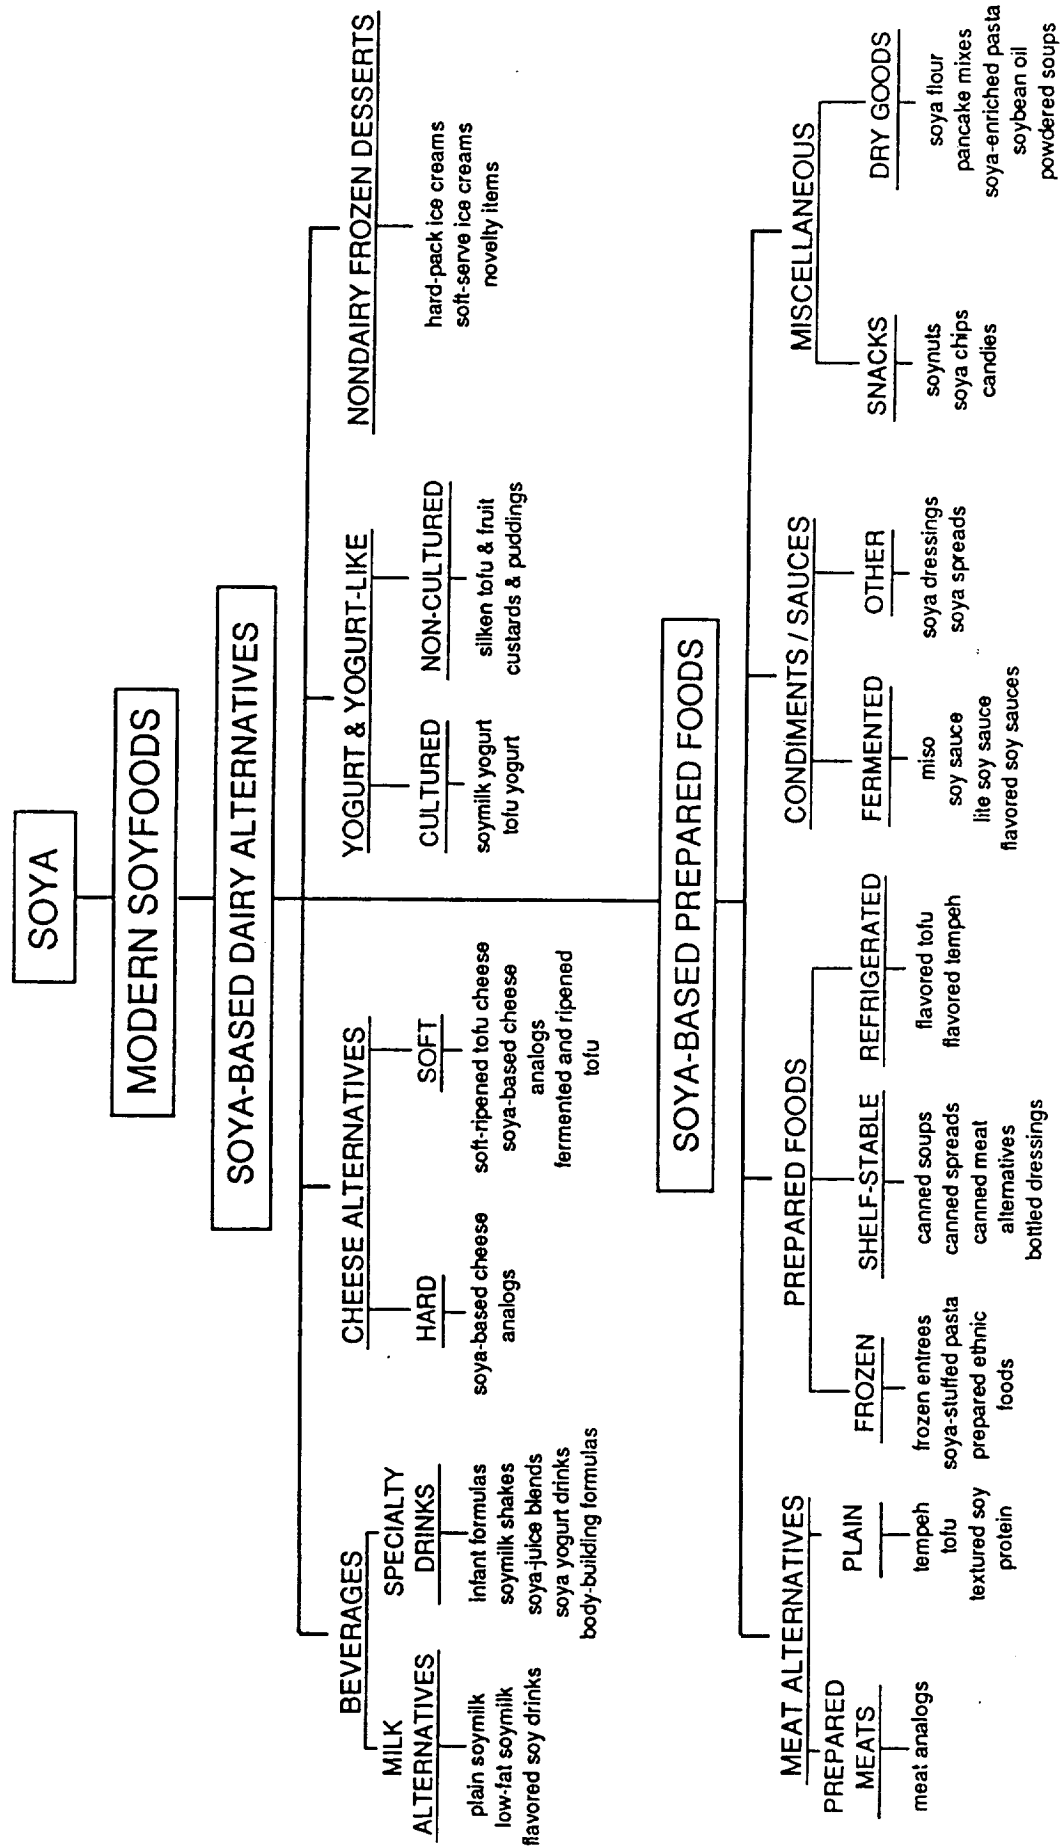 SOYA
MODERN SOYFOODS
SOYA-BASED DAIRY ALTERNATIVES
BEVERAGES
MILK
ALTERNATIVES
plain soymilk
low-fat soymilk
flavored soy drinks
SPECIALTY
DRINKS
infant formulas
soymilk shakes
soya-juice blends
soya yogurt drinks
body-building formulas
CHEESE ALTERNATIVES
HARD
soya-based cheese
analogs
SOFT
soft-ripened tofu cheese
soya-based cheese
analogs
fermented and ripened
tofu
YOGURT & YOGURT-LIKE
CULTURED
soymilk yogurt
tofu yogurt
NON-CULTURED
silken tofu & fruit
custards & puddings
NONDAIRY FROZEN DESSERTS
hard-pack ice creams
soft-serve ice creams
novelty items
SOYA-BASED PREPARED FOODS
MEAT ALTERNATIVES
PREPARED
MEATS
meat analogs
PLAIN
tempeh
tofu
textured soy
protein
PREPARED FOODS
FROZEN
frozen entrees
soya-stuffed pasta
prepared ethnic
foods
SHELF-STABLE
canned soups
canned spreads
canned meat
alternatives
bottled dressings
REFRIGERATED
flavored tofu
flavored tempeh
CONDIMENTS / SAUCES
FERMENTED
miso
soy sauce
lite soy sauce
flavored soy sauces
OTHER
soya dressings
soya spreads
MISCELLANEOUS
SNACKS
soynuts
soya chips
candies
DRY GOODS
soya flour
pancake mixes
soya-enriched pasta
soybean oil
powdered soups